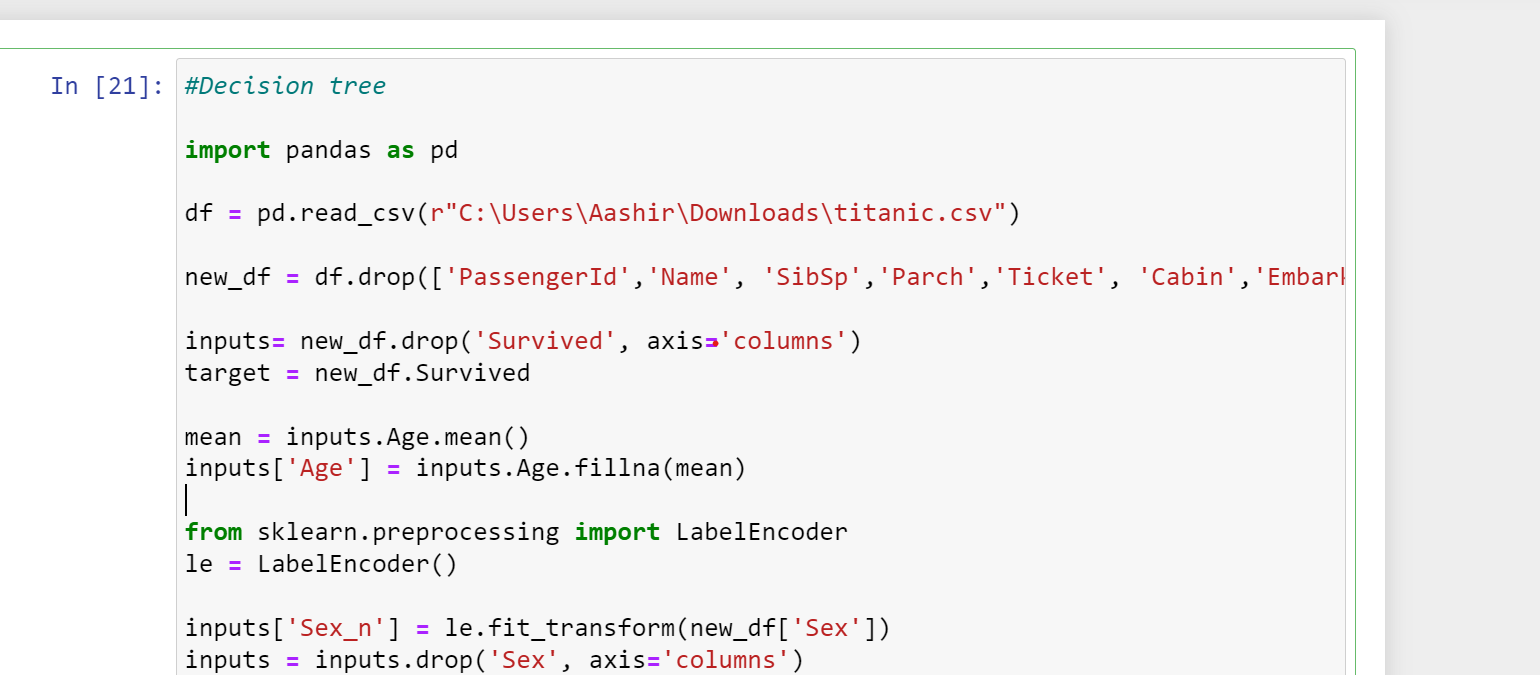 In [21]:
#Decision tree
import pandas as pd
df = pd.read_csv(r"C:\Users\Aashir\Downloads\titanic.csv")
new_df = df.drop(['PassengerId','Name', 'SibSp','Parch','Ticket', 'Cabin','Embark
inputs= new_df.drop('Survived', axis='columns')
target = new_df.Survived
mean = inputs.Age.mean()
inputs['Age'] = inputs.Age.fillna(mean)
from sklearn.preprocessing import LabelEncoder
le = LabelEncoder()
inputs['Sex_n'] = le.fit_transform(new_df['Sex'])
inputs = inputs.drop('Sex', axis='columns')